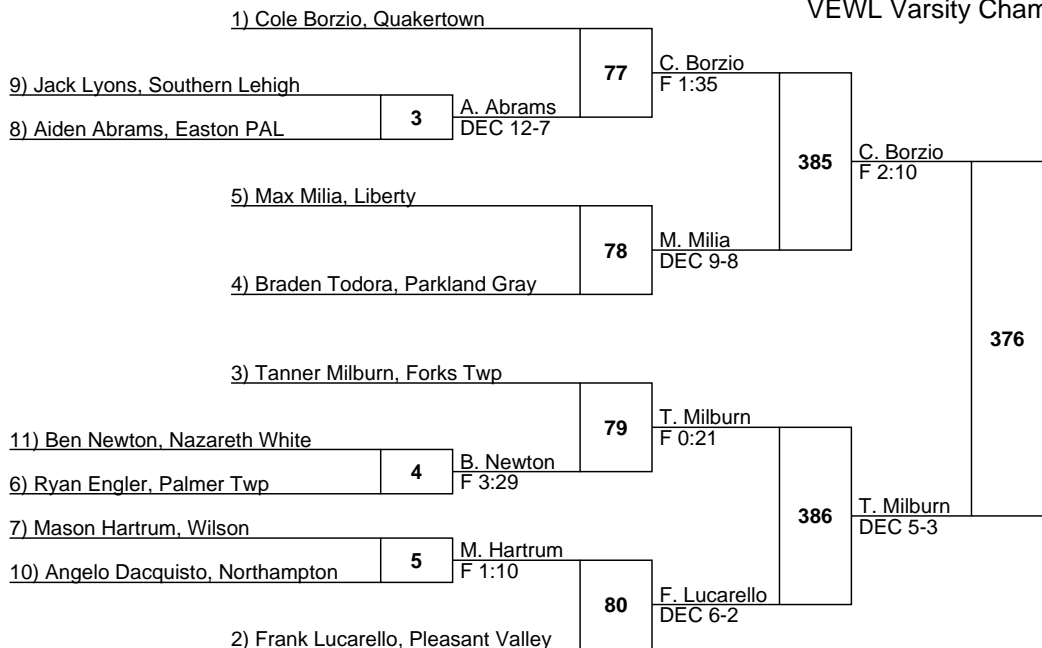 VEWL Varsity Cham
1) Cole Borzio, Quakertown
77
C. Borzio
F 1:35
9) Jack Lyons, Southern Lehigh
3
A. Abrams
DEC 12-7
8) Aiden Abrams, Easton PAL
385
C. Borzio
F 2:10
5) Max Milia, Liberty
78
M. Milia
DEC 9-8
4) Braden Todora, Parkland Gray
376
3) Tanner Milburn, Forks Twp
79
T. Milburn
F 0:21
11) Ben Newton, Nazareth White
4
B. Newton
F 3:29
6) Ryan Engler, Palmer Twp
386
T. Milburn
DEC 5-3
7) Mason Hartrum, Wilson
5
M. Hartrum
F 1:10
10) Angelo Dacquisto, Northampton
80
F. Lucarello
DEC 6-2
2) Frank Lucarello, Pleasant Valley